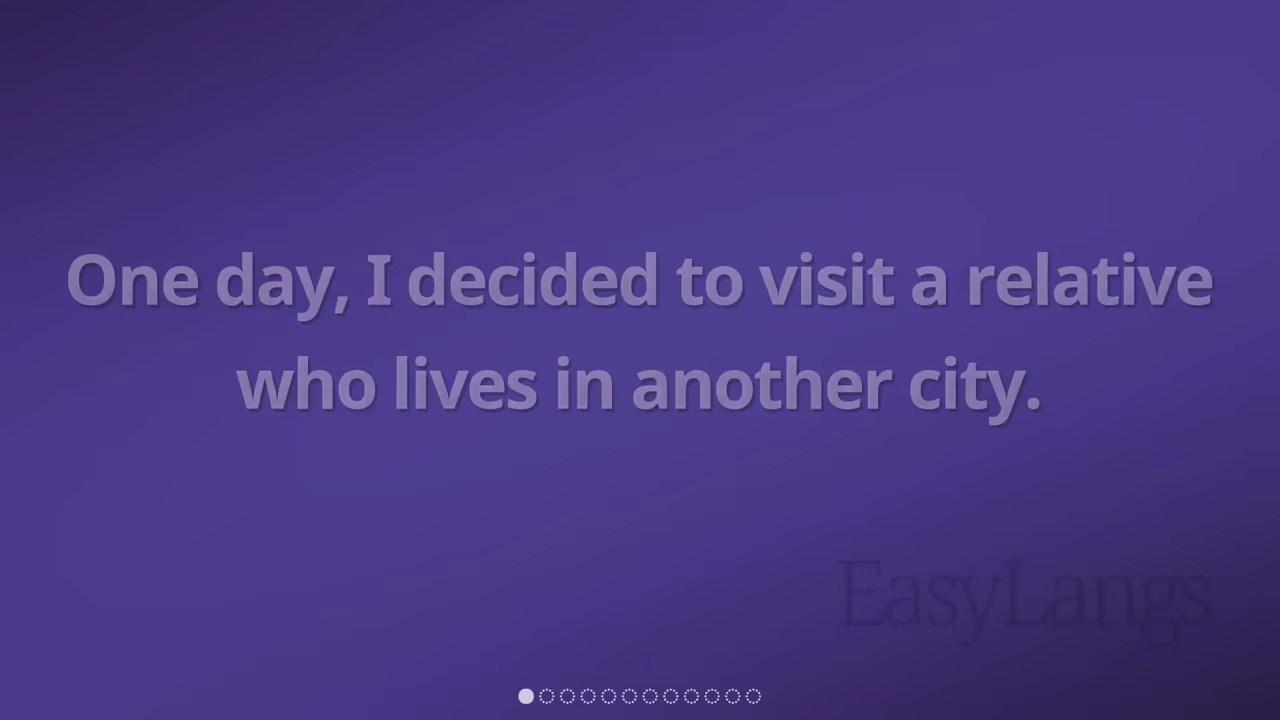 One day, I decided to visit a relative
who lives in another city.
EasyLangs